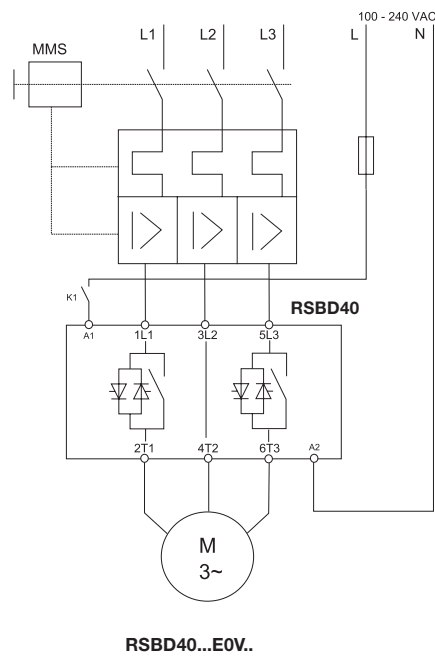 100 - 240 VAC
MMS
L1 L2 L3 L N
K1
RSBD40
A1 1L1 3L2 5L3
2T1 4T2 6T3 A2
M
3~
RSBD40...E0V..